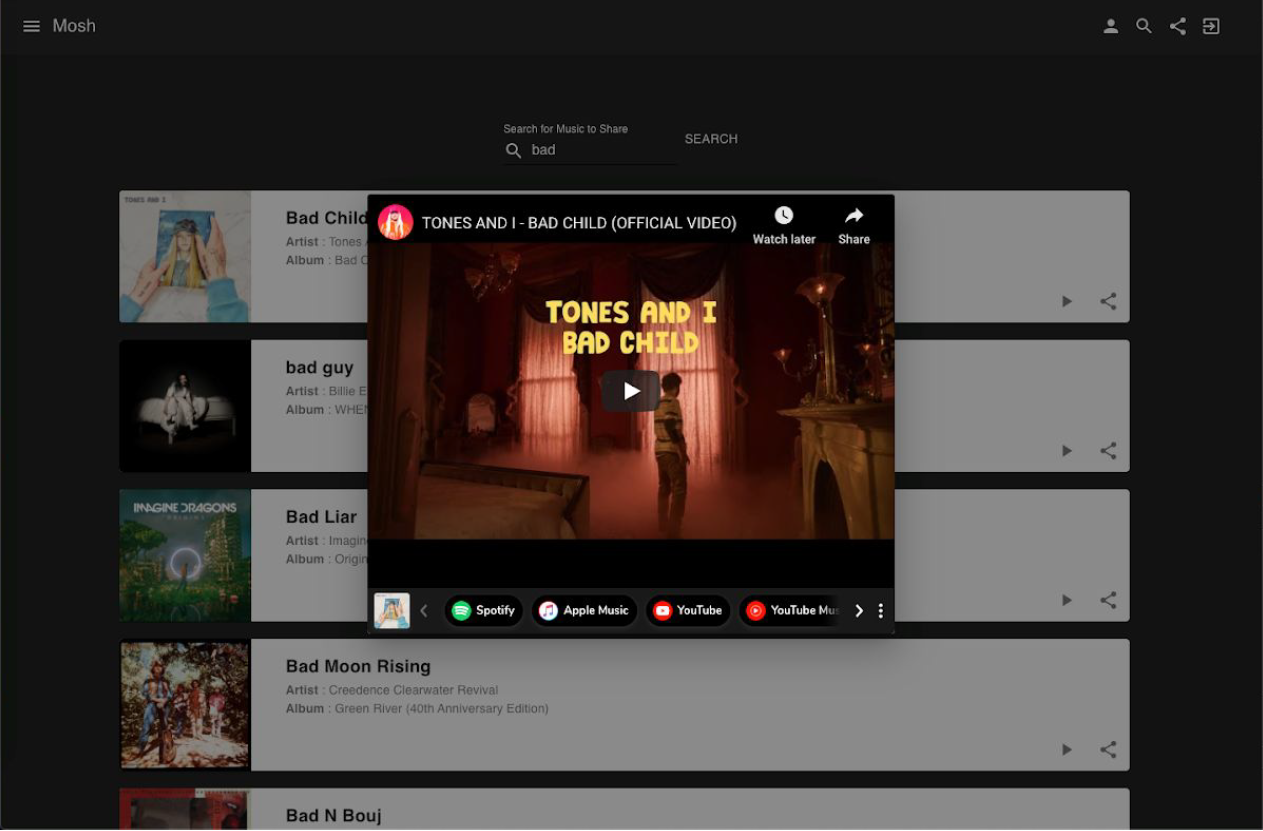 Mosh
Search for Music to Share
bad
SEARCH
TONES AND I
Bad Child
Artist : Tones
Album : Bad
TONES AND I - BAD CHILD (OFFICIAL VIDEO)
Watch later
Share
TONES AND I
BAD CHILD
bad guy
Artist : Billie E
Album : WHEN
IMAGINE DRAGONS
ORIGINS
Bad Liar
Artist : Imagin
Album : Origin
Spotify
Apple Music
YouTube
YouTube Mus
Bad Moon Rising
Artist : Creedence Clearwater Revival
Album : Green River (40th Anniversary Edition)
Bad N Bouj